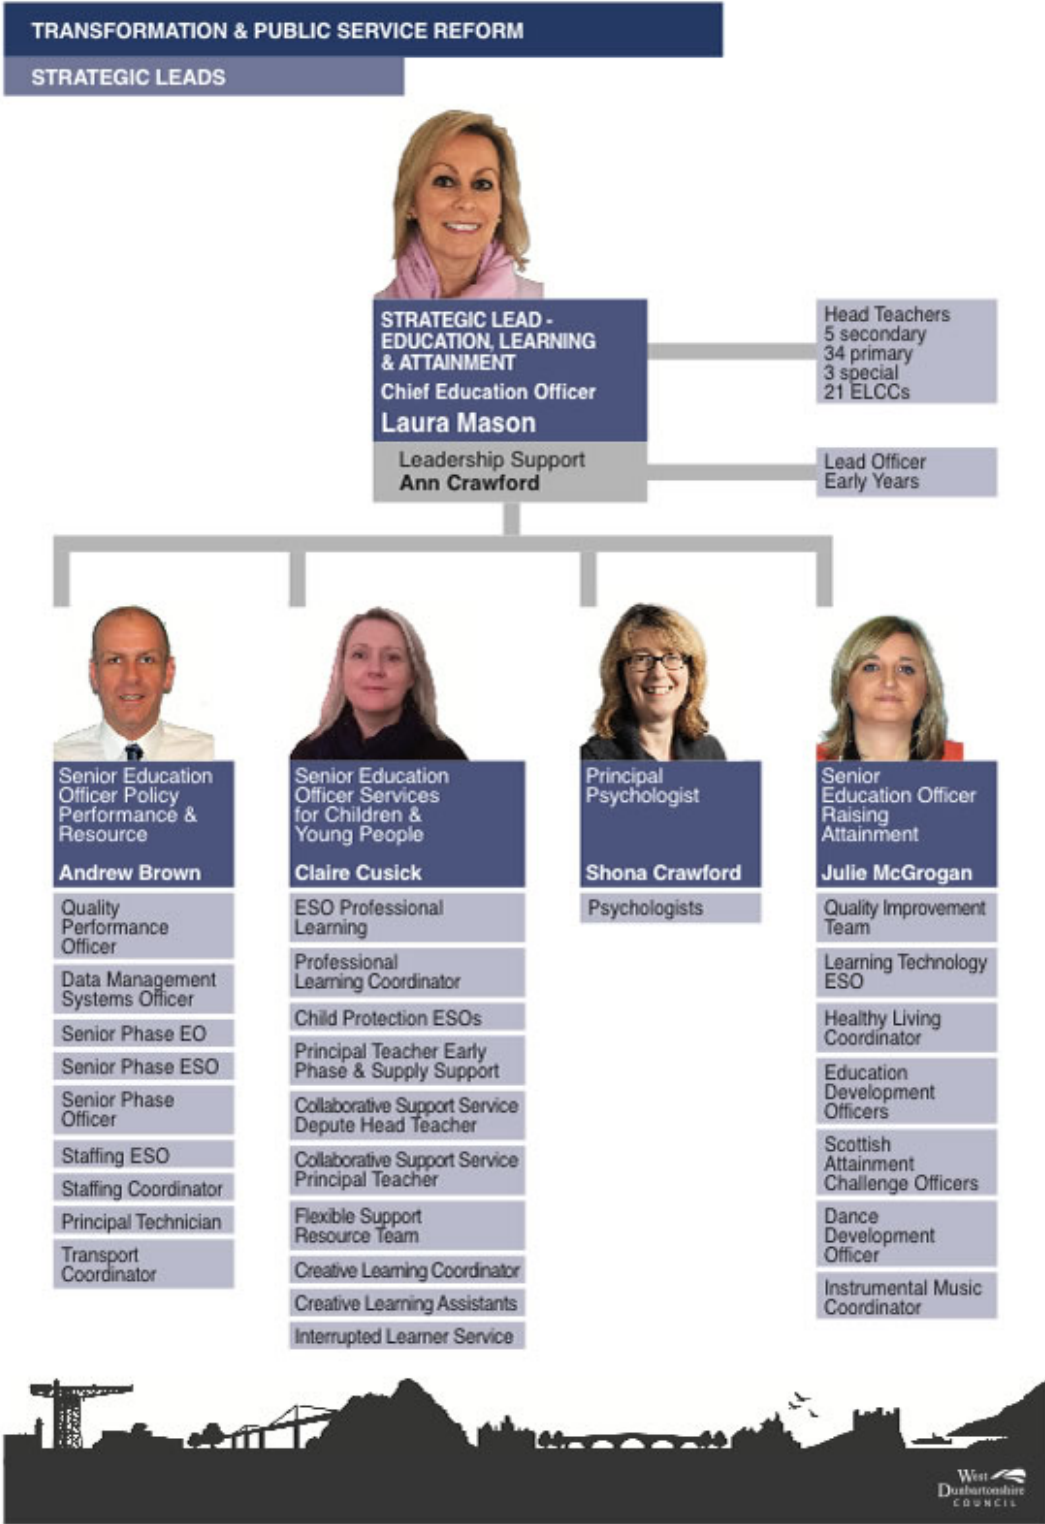 TRANSFORMATION & PUBLIC SERVICE REFORM
STRATEGIC LEADS
STRATEGIC LEAD -
EDUCATION, LEARNING
& ATTAINMENT
Chief Education Officer
Laura Mason
Leadership Support
Ann Crawford
Head Teachers
5 secondary
34 primary
3 special
21 ELCCs
Lead Officer
Early Years
Senior Education
Officer Policy
Performance &
Resource
Andrew Brown
Quality
Performance
Officer
Data Management
Systems Officer
Senior Phase EO
Senior Phase ESO
Senior Phase
Officer
Staffing ESO
Staffing Coordinator
Principal Technician
Transport
Coordinator
Senior Education
Officer Services
for Children &
Young People
Claire Cusick
ESO Professional
Learning
Professional
Learning Coordinator
Child Protection ESOs
Principal Teacher Early
Phase & Supply Support
Collaborative Support Service
Depute Head Teacher
Collaborative Support Service
Principal Teacher
Flexible Support
Resource Team
Creative Learning Coordinator
Creative Learning Assistants
Interrupted Learner Service
Principal
Psychologist
Shona Crawford
Psychologists
Senior
Education Officer
Raising
Attainment
Julie McGrogan
Quality Improvement
Team
Learning Technology
ESO
Healthy Living
Coordinator
Education
Development
Officers
Scottish
Attainment
Challenge Officers
Dance
Development
Officer
Instrumental Music
Coordinator
West
Dunbartonshire
COUNCIL